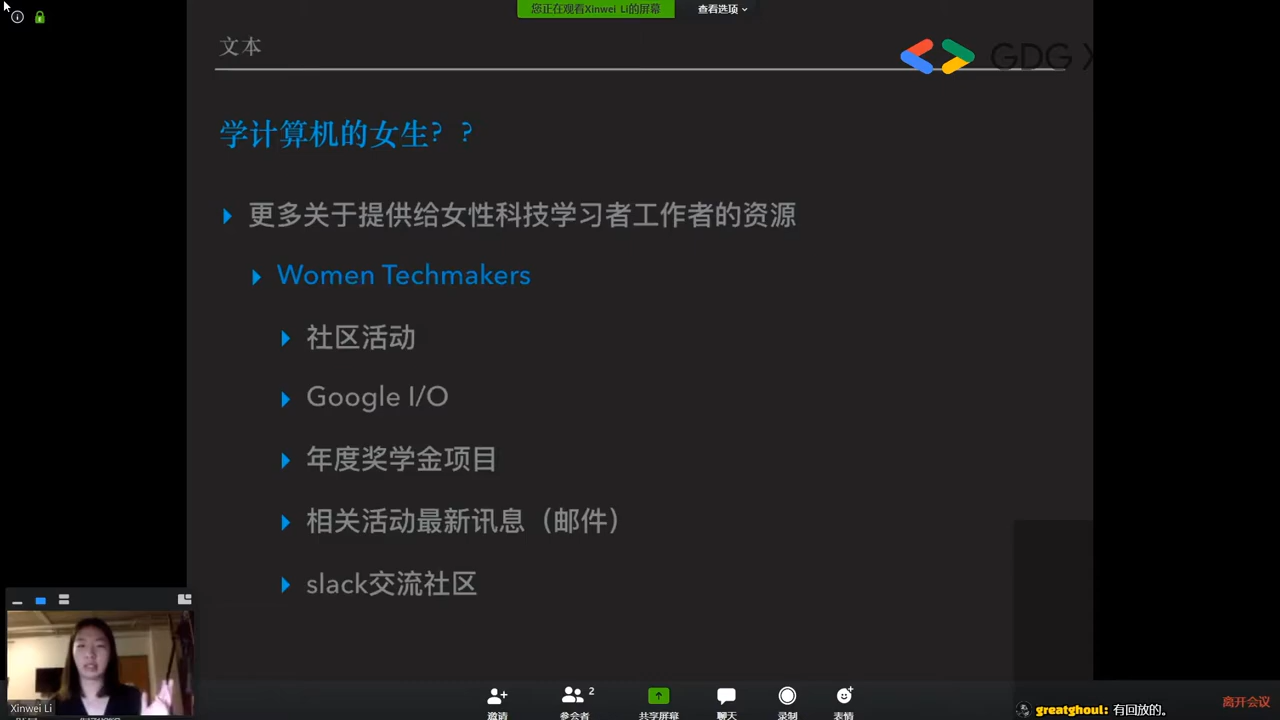 您正在观看Xinwei Li的屏幕
查看选项
文本
GDG X
学计算机的女生？？
更多关于提供给女性科技学习者工作者的资源
Women Techmakers
社区活动
Google I/O
年度奖学金项目
相关活动最新讯息（邮件）
slack交流社区
Xinwei Li
邀请
2
参会者
共享屏幕
聊天
录制
表情
greatghoul: 有回放的。
离开会议